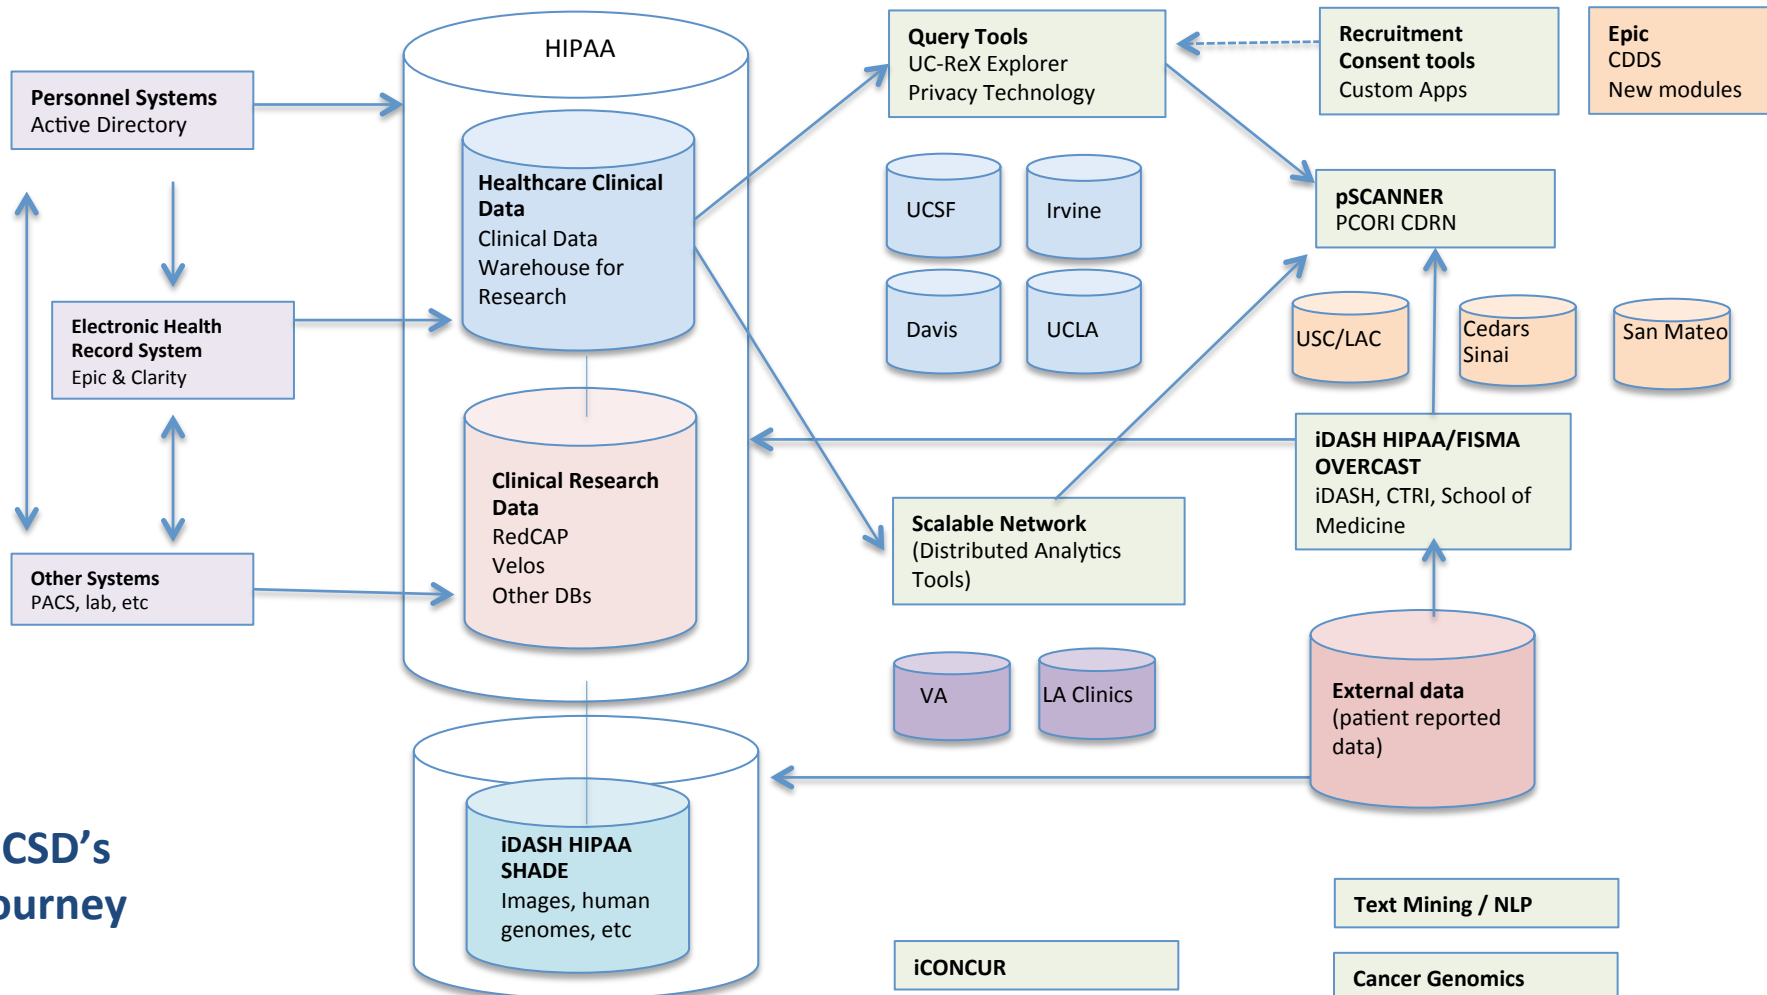 HIPAA
Personnel Systems
Active Directory
Query Tools
UC-ReX Explorer
Privacy Technology
Recruitment
Consent tools
Custom Apps
Epic
CDDS
New modules
Healthcare Clinical
Data
Clinical Data
Warehouse for
Research
UCSF
Irvine
Davis
UCLA
pSCANNER
PCORI CDRN
Electronic Health
Record System
Epic & Clarity
USC/LAC
Cedars
Sinai
San Mateo
Clinical Research
Data
RedCAP
Velos
Other DBs
iDASH HIPAA/FISMA
OVERCAST
iDASH, CTRI, School of
Medicine
Scalable Network
(Distributed Analytics
Tools)
Other Systems
PACS, lab, etc
VA
LA Clinics
External data
(patient reported
data)
iDASH HIPAA
SHADE
Images, human
genomes, etc
CSD's
ourney
Text Mining / NLP
iCONCUR
Cancer Genomics